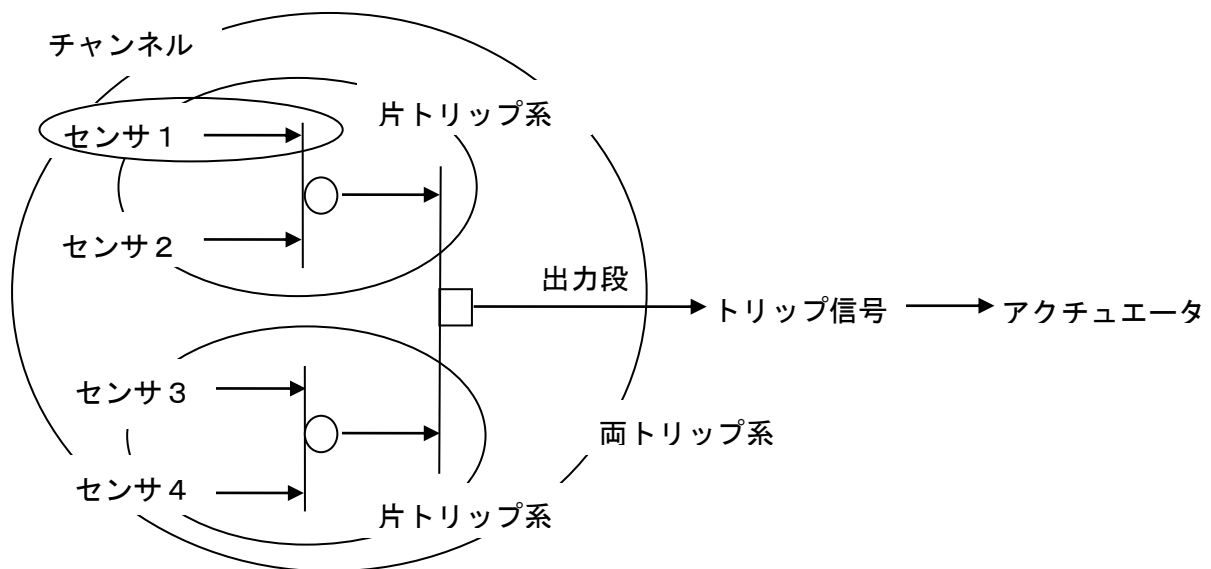 チャンネル
片トリップ系
センサ１
センサ２
出力段
トリップ信号
アクチュエータ
センサ３
両トリップ系
センサ４
片トリップ系